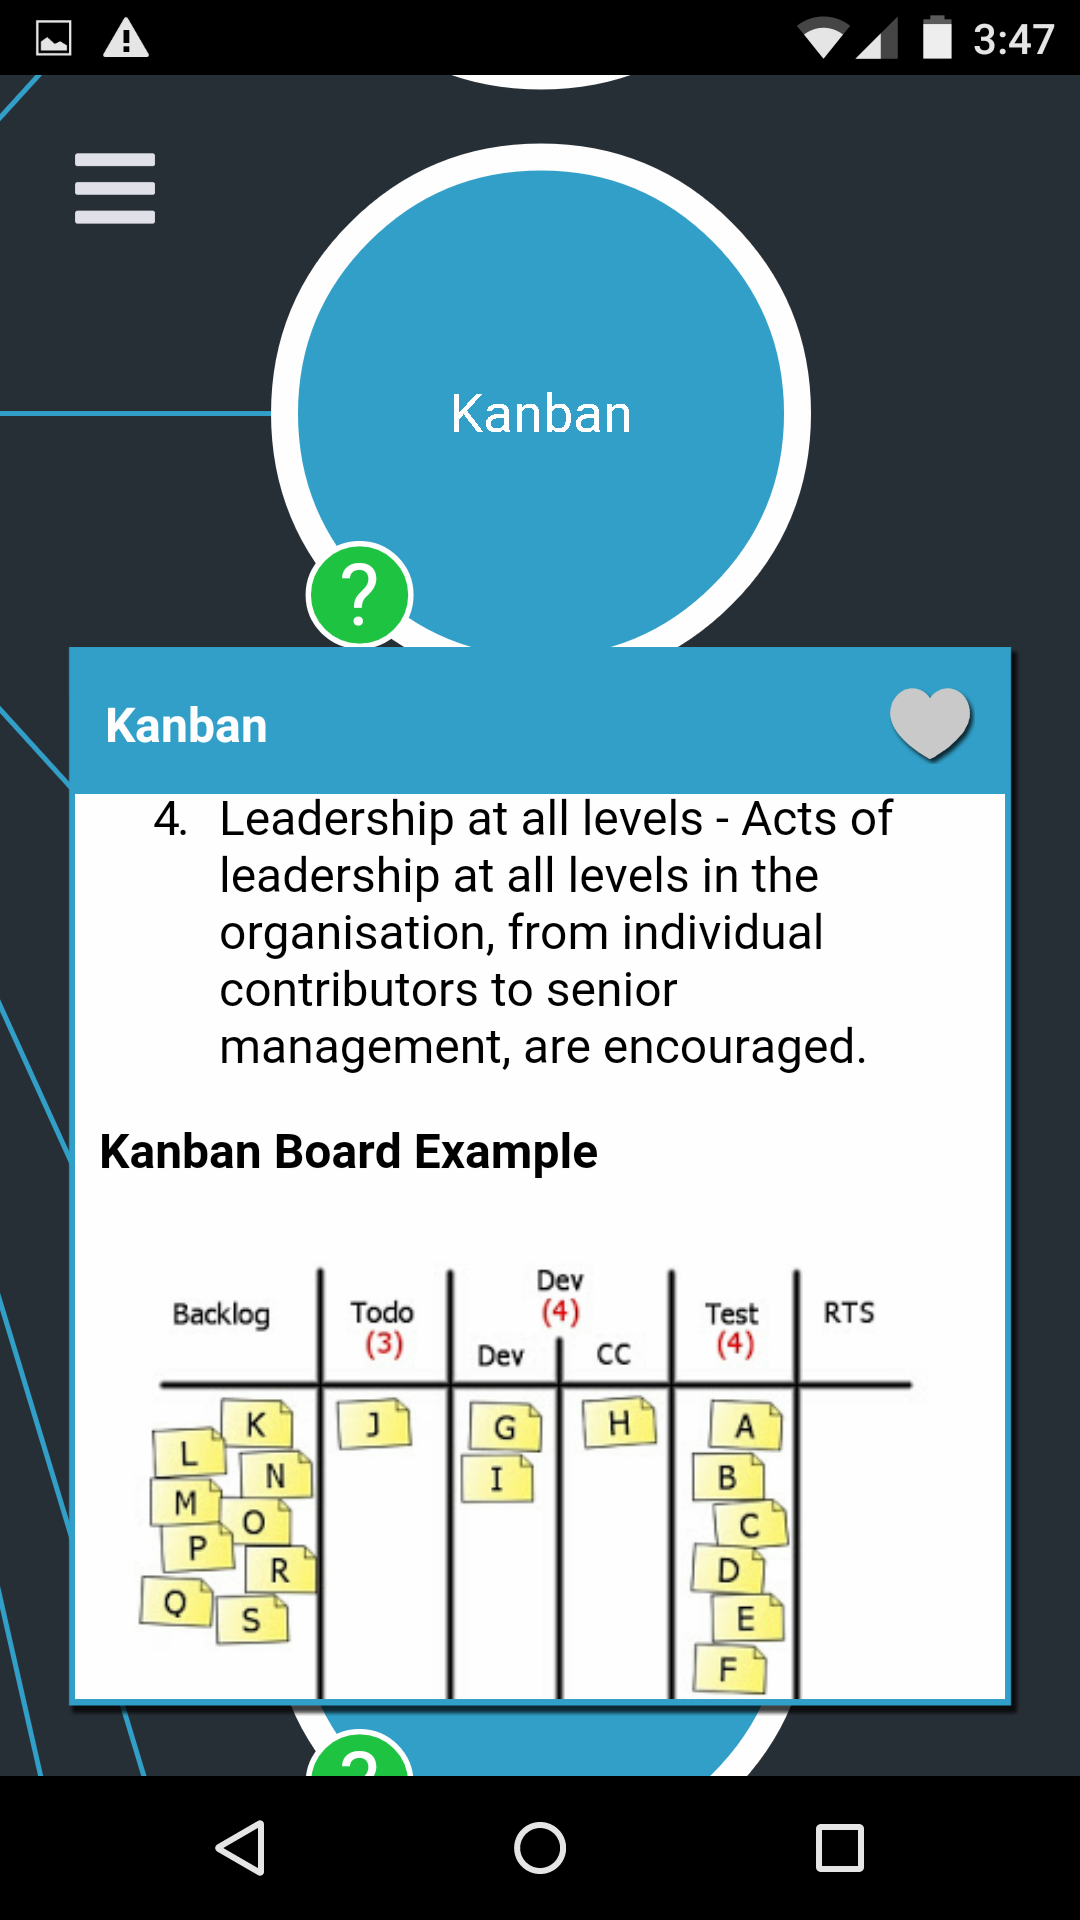 3:47
Kanban
?
Kanban
4. Leadership at all levels - Acts of
leadership at all levels in the
organisation, from individual
contributors to senior
management, are encouraged.
Kanban Board Example
Backlog
Todo
(3)
Dev
(4)
Dev
CC
Test
(4)
RTS
K
L
N
M
O
P
R
Q
S
J
G
I
H
A
B
C
D
E
F
?